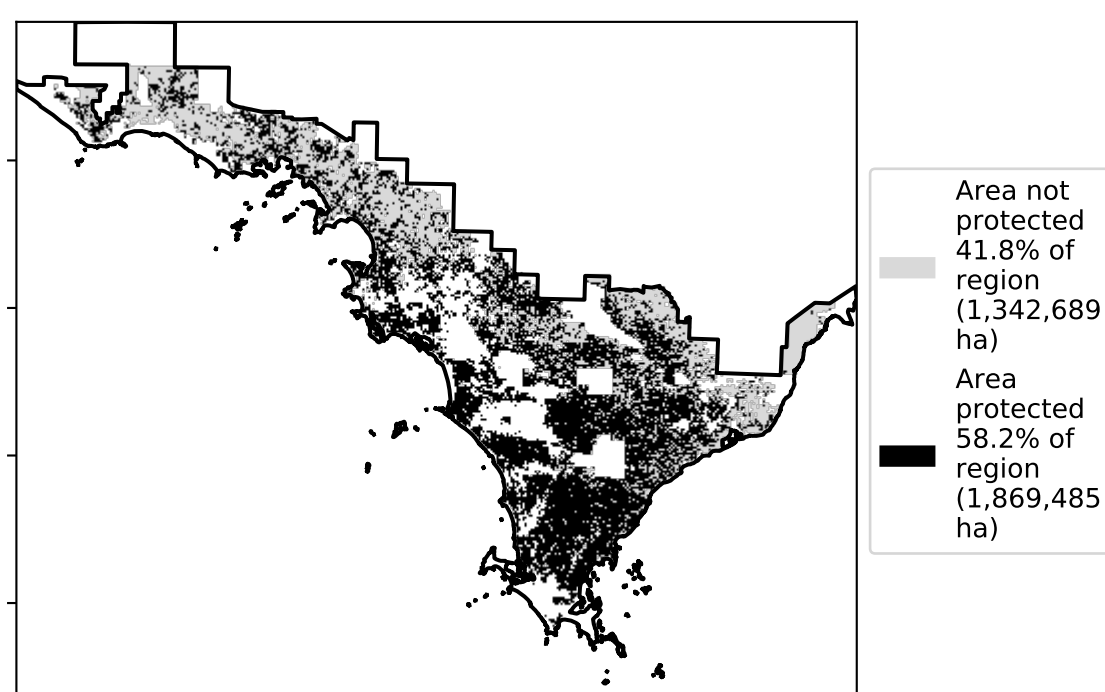 Area not
protected
41.8% of
region
(1,342,689
ha)
Area
protected
58.2% of
region
(1,869,485
ha)